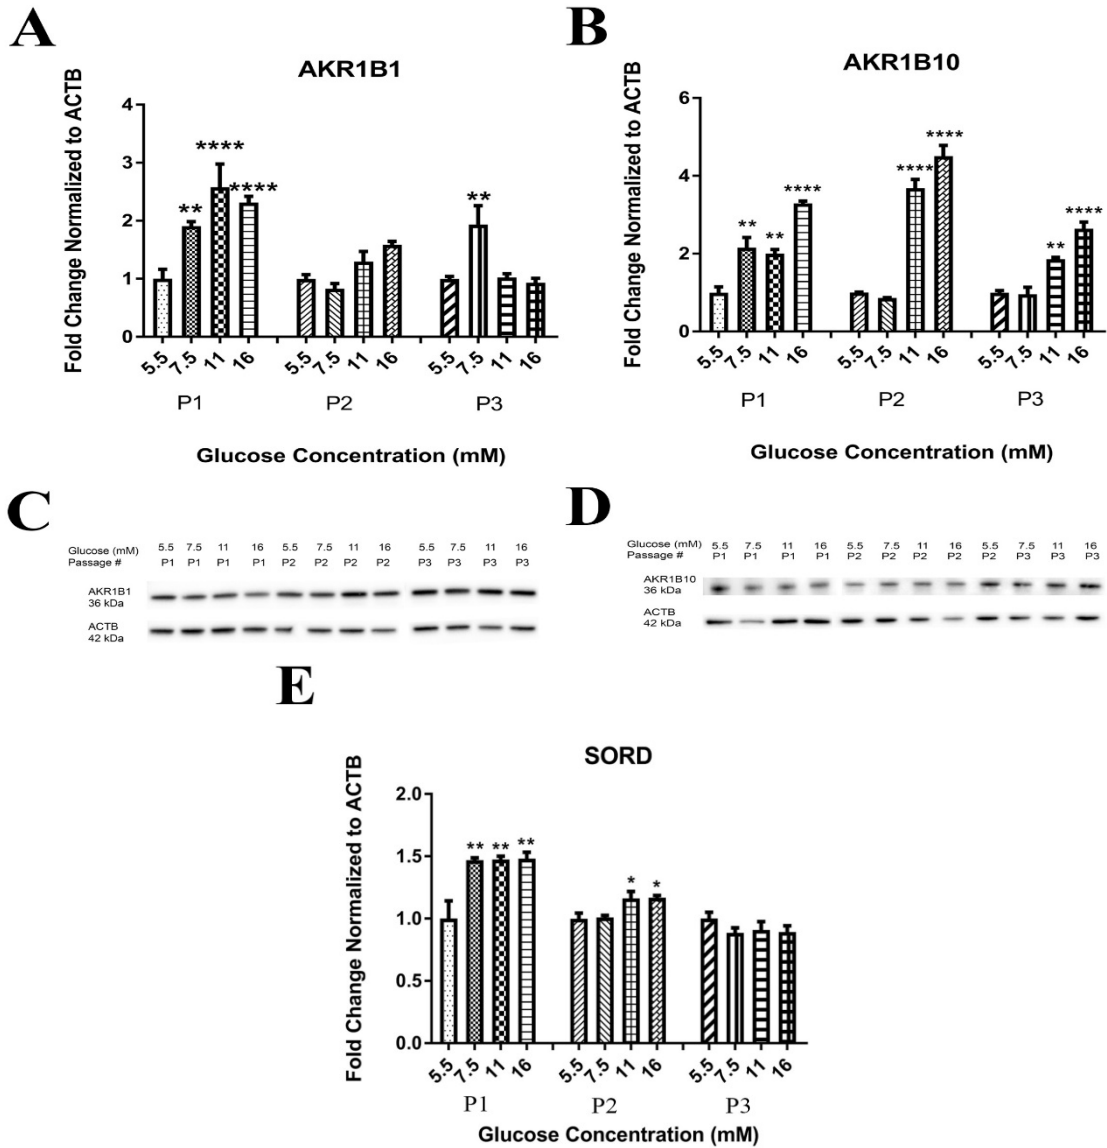 A
AKR1B1
Fold Change Normalized to ACTB
4
3
2
1
0
**
****
****
**
5.5 7.5 11 16 5.5 7.5 11 16 5.5 7.5 11 16
P1 P2 P3
Glucose Concentration (mM)
B
AKR1B10
Fold Change Normalized to ACTB
6
4
2
0
**
**
****
****
****
**
****
5.5 7.5 11 16 5.5 7.5 11 16 5.5 7.5 11 16
P1 P2 P3
Glucose Concentration (mM)
C
Glucose (mM) 5.5 7.5 11 16 5.5 7.5 11 16 5.5 7.5 11 16
Passage # P1 P1 P1 P1 P2 P2 P2 P2 P3 P3 P3 P3
AKR1B1
36 kDa
ACTB
42 kDa
D
Glucose (mM) 5.5 7.5 11 16 5.5 7.5 11 16 5.5 7.5 11 16
Passage # P1 P1 P1 P1 P2 P2 P2 P2 P3 P3 P3 P3
AKR1B10
36 kDa
ACTB
42 kDa
E
SORD
Fold Change Normalized to ACTB
2.0
1.5
1.0
0.5
0.0
** ** **
* *
5.5 7.5 11 16 5.5 7.5 11 16 5.5 7.5 11 16
P1 P2 P3
Glucose Concentration (mM)